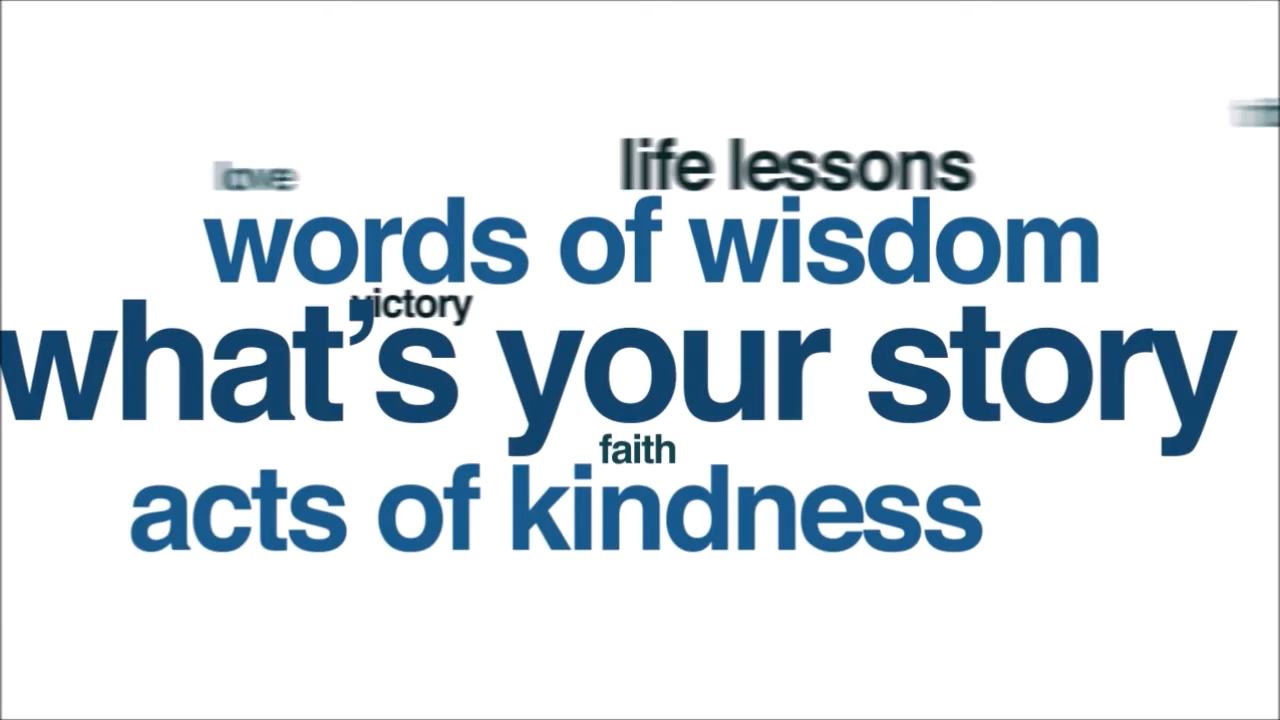 love
life lessons
words of wisdom
victory
what's your story
faith
acts of kindness